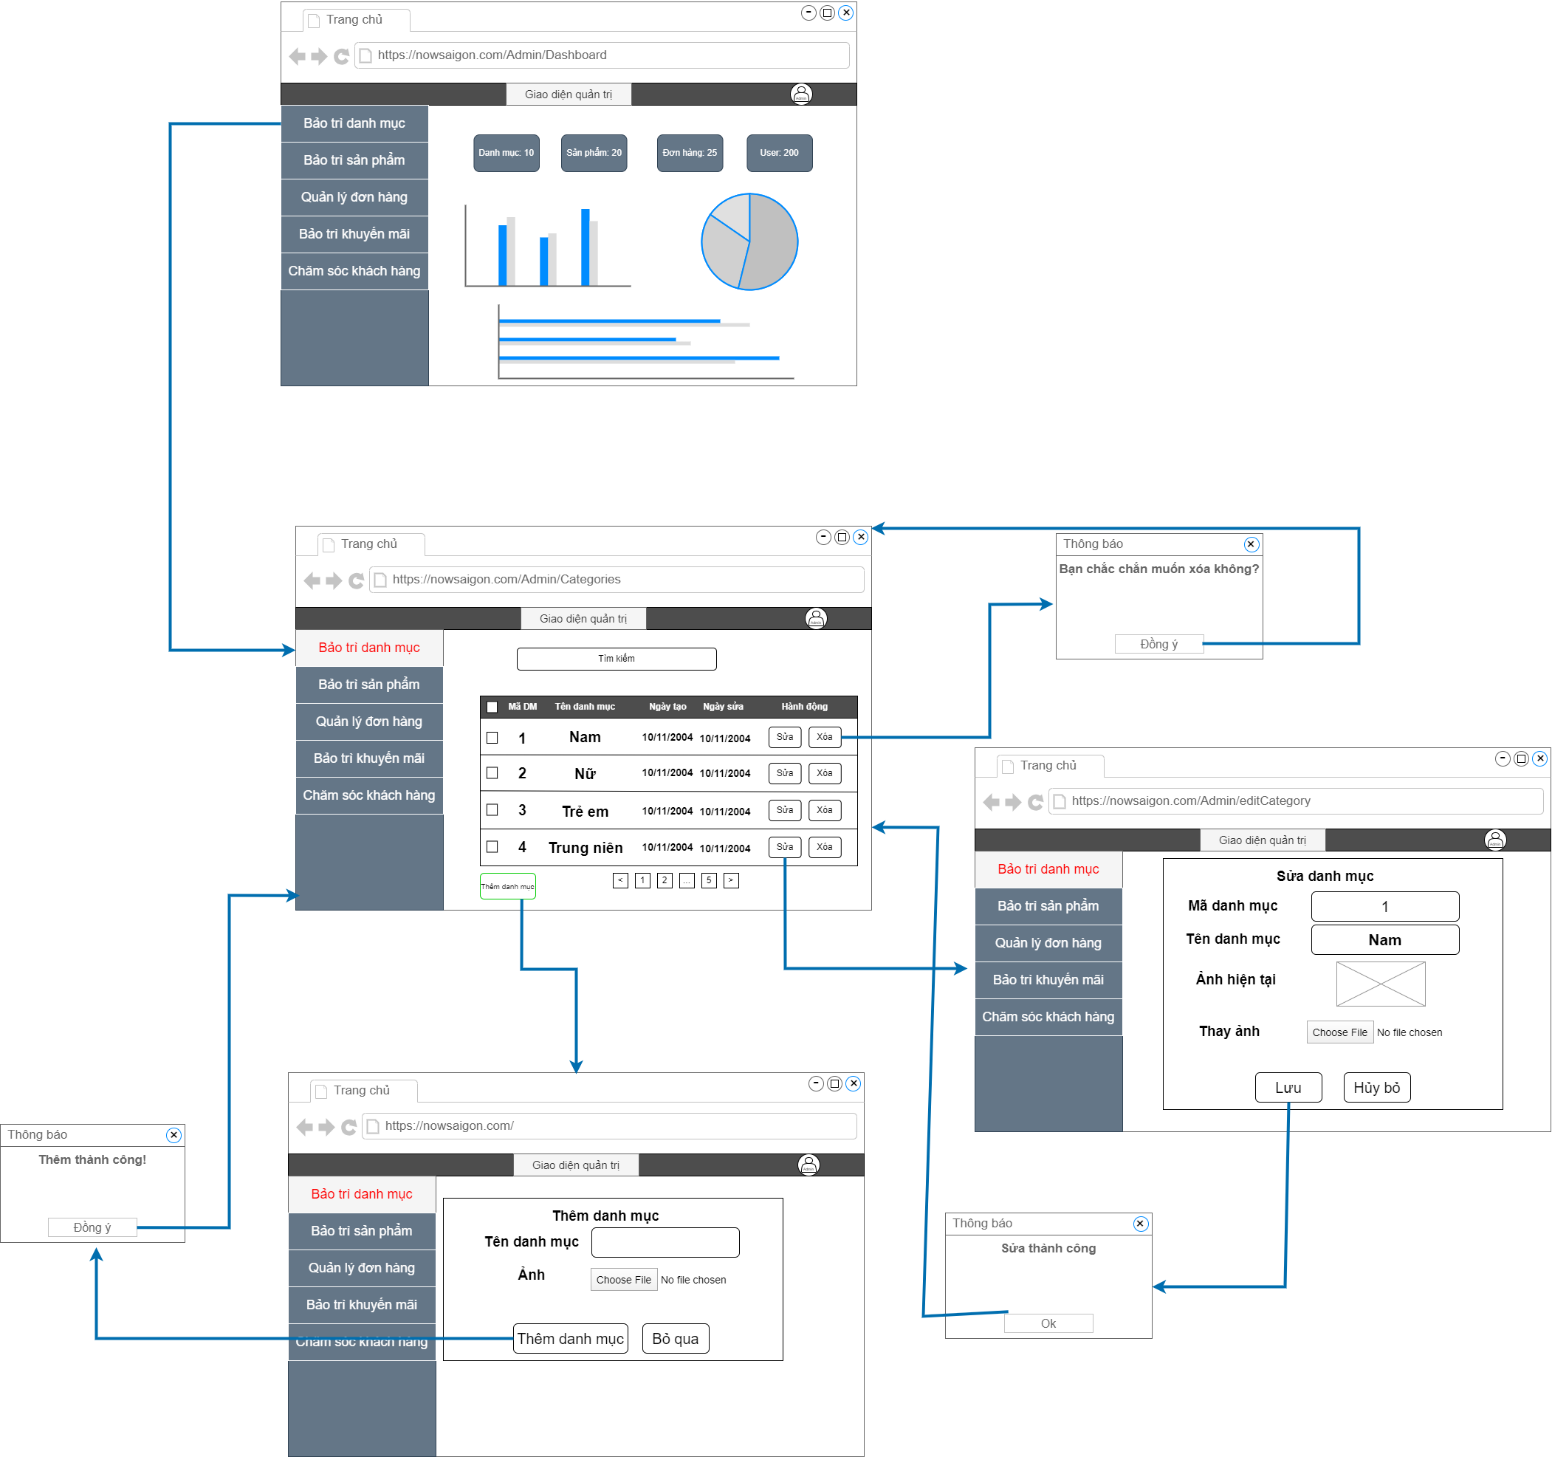 Trang chủ
https://nowsaigon.com/Admin/Dashboard
Giao diện quản trị
Bảo trì danh mục
Bảo trì sản phẩm
Quản lý đơn hàng
Bảo trì khuyến mãi
Chăm sóc khách hàng
Danh mục: 10
Sản phẩm: 20
Đơn hàng: 25
User: 200
Trang chủ
https://nowsaigon.com/Admin/Categories
Giao diện quản trị
Bảo trì danh mục
Bảo trì sản phẩm
Quản lý đơn hàng
Bảo trì khuyến mãi
Chăm sóc khách hàng
Tìm kiếm
Mã DM Tên danh mục Ngày tạo Ngày sửa Hành động
1 Nam 10/11/2004 10/11/2004 Sửa Xóa
2 Nữ 10/11/2004 10/11/2004 Sửa Xóa
3 Trẻ em 10/11/2004 10/11/2004 Sửa Xóa
4 Trung niên 10/11/2004 10/11/2004 Sửa Xóa
Thêm danh mục
< 1 2 ... 5 >
Thông báo
Bạn chắc chắn muốn xóa không?
Đồng ý
Trang chủ
https://nowsaigon.com/Admin/editCategory
Giao diện quản trị
Bảo trì danh mục
Bảo trì sản phẩm
Quản lý đơn hàng
Bảo trì khuyến mãi
Chăm sóc khách hàng
Sửa danh mục
Mã danh mục 1
Tên danh mục Nam
Ảnh hiện tại
Thay ảnh Choose File No file chosen
Lưu Hủy bỏ
Thông báo
Sửa thành công
Ok
Trang chủ
https://nowsaigon.com/
Giao diện quản trị
Bảo trì danh mục
Bảo trì sản phẩm
Quản lý đơn hàng
Bảo trì khuyến mãi
Chăm sóc khách hàng
Thêm danh mục
Tên danh mục
Ảnh Choose File No file chosen
Thêm danh mục Bỏ qua
Thông báo
Thêm thành công!
Đồng ý